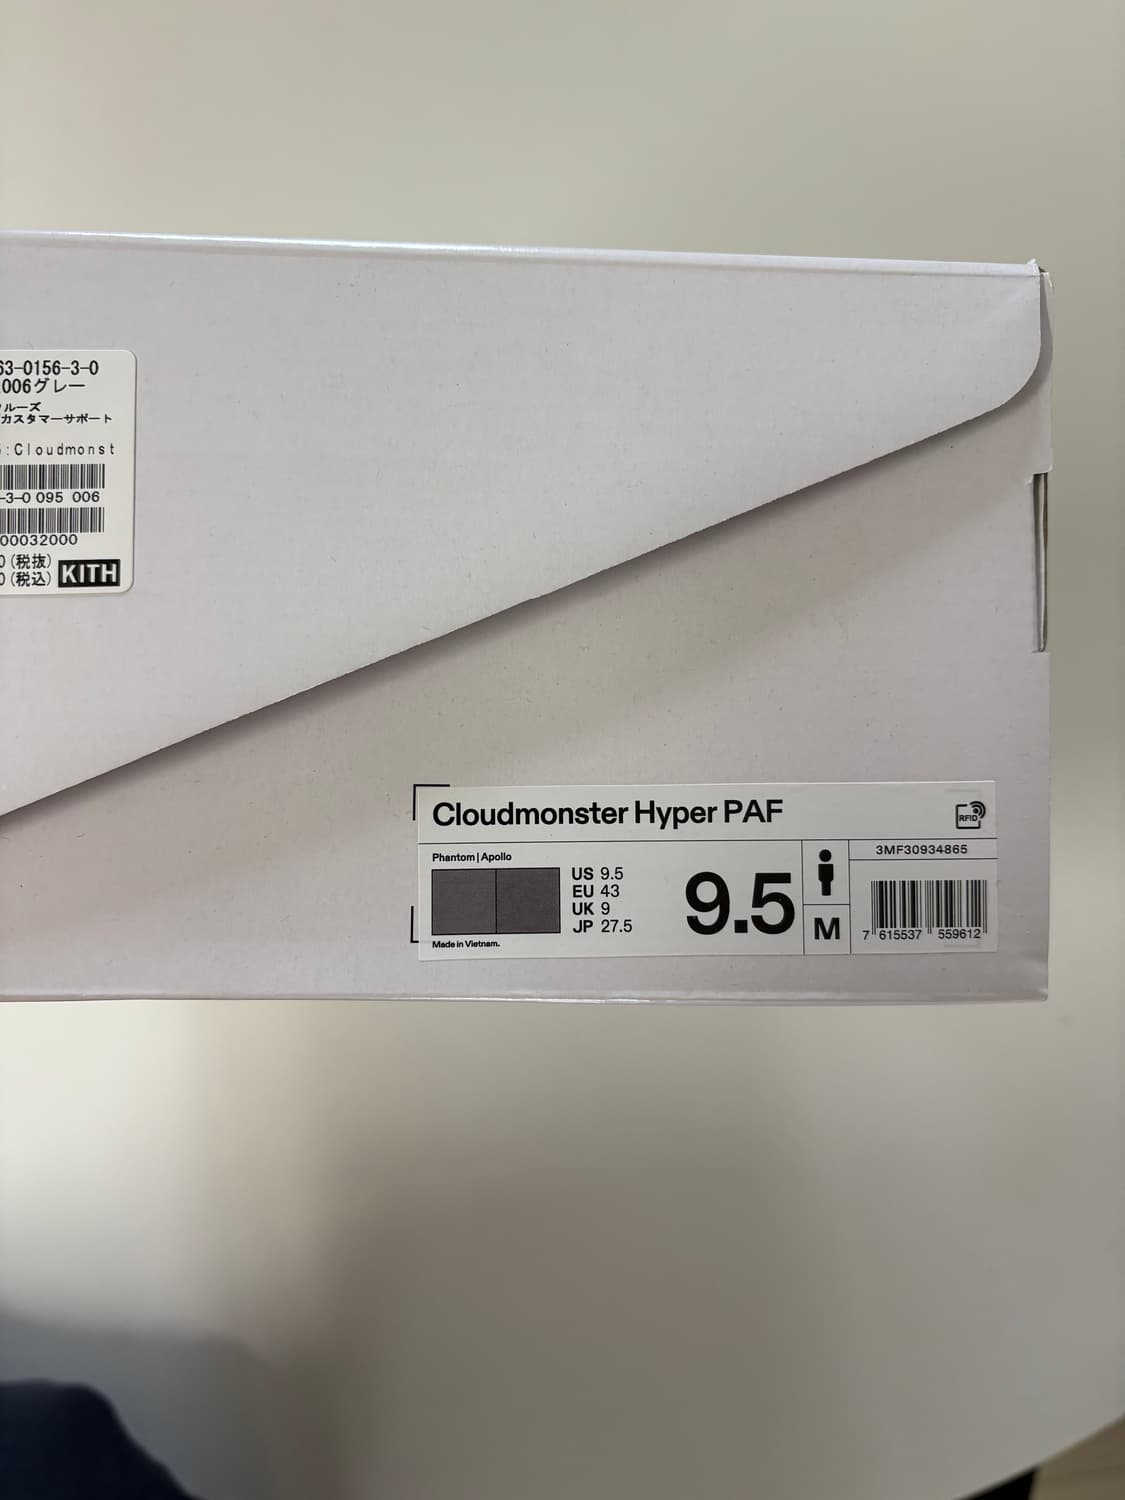 63-0156-3-0
006グレー
ルーズ
カスタマーサポート
:Cloudmonst
-3-0 095 006
00032000
0 (税抜)
0 (税込) KITH
Cloudmonster Hyper PAF
RFID
Phantom | Apollo
3MF30934865
US 9.5
EU 43
UK 9
JP 27.5
9.5
M
7 615537 559612
Made in Vietnam.